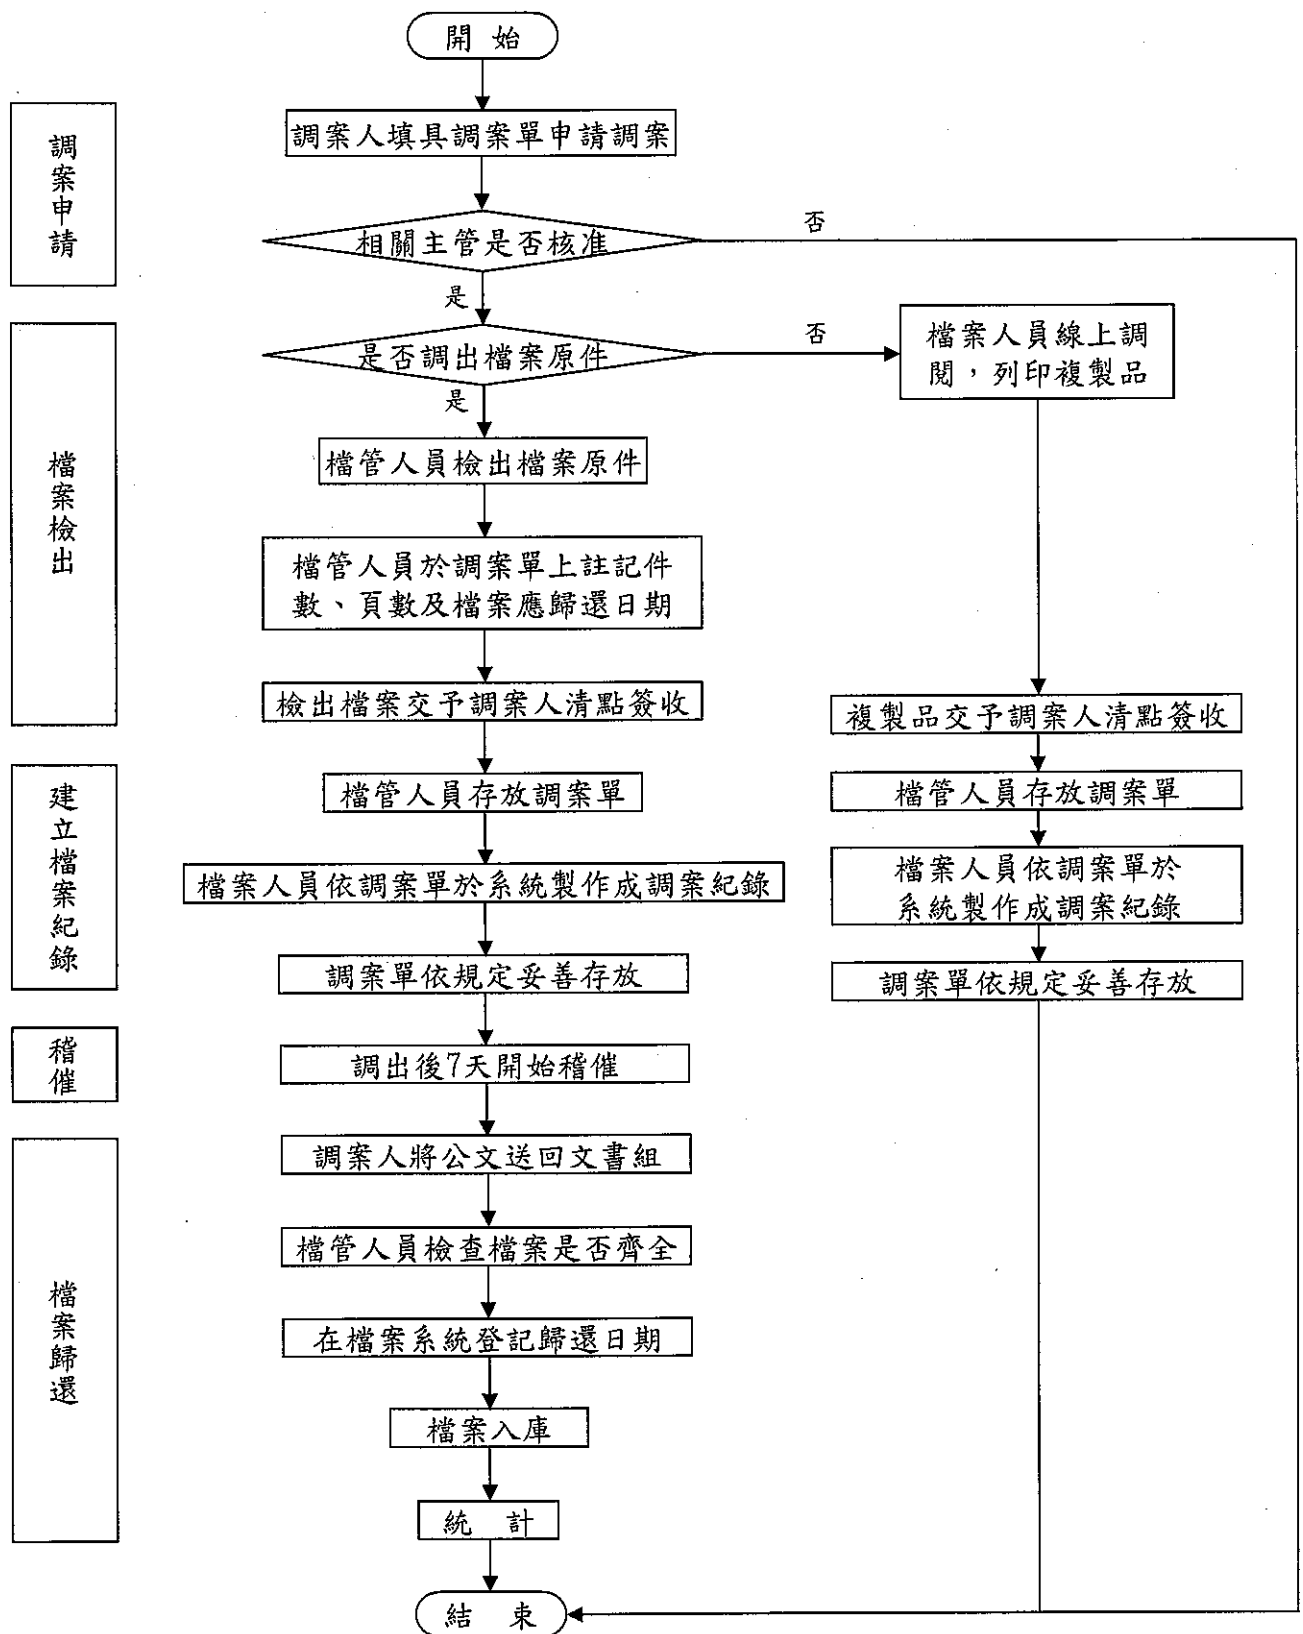 開 始
調案申請
調案人填具調案單申請調案
相關主管是否核准
否
是
檔案檢出
是否調出檔案原件
否
是
檔案人員線上調
閱，列印複製品
檔管人員檢出檔案原件
檔管人員於調案單上註記件
數、頁數及檔案應歸還日期
檢出檔案交予調案人清點簽收
複製品交予調案人清點簽收
建立檔案紀錄
檔管人員存放調案單
檔管人員存放調案單
檔案人員依調案單於系統製作成調案紀錄
檔案人員依調案單於
系統製作成調案紀錄
調案單依規定妥善存放
調案單依規定妥善存放
稽催
調出後7天開始稽催
檔案歸還
調案人將公文送回文書組
檔管人員檢查檔案是否齊全
在檔案系統登記歸還日期
檔案入庫
統 計
結 束